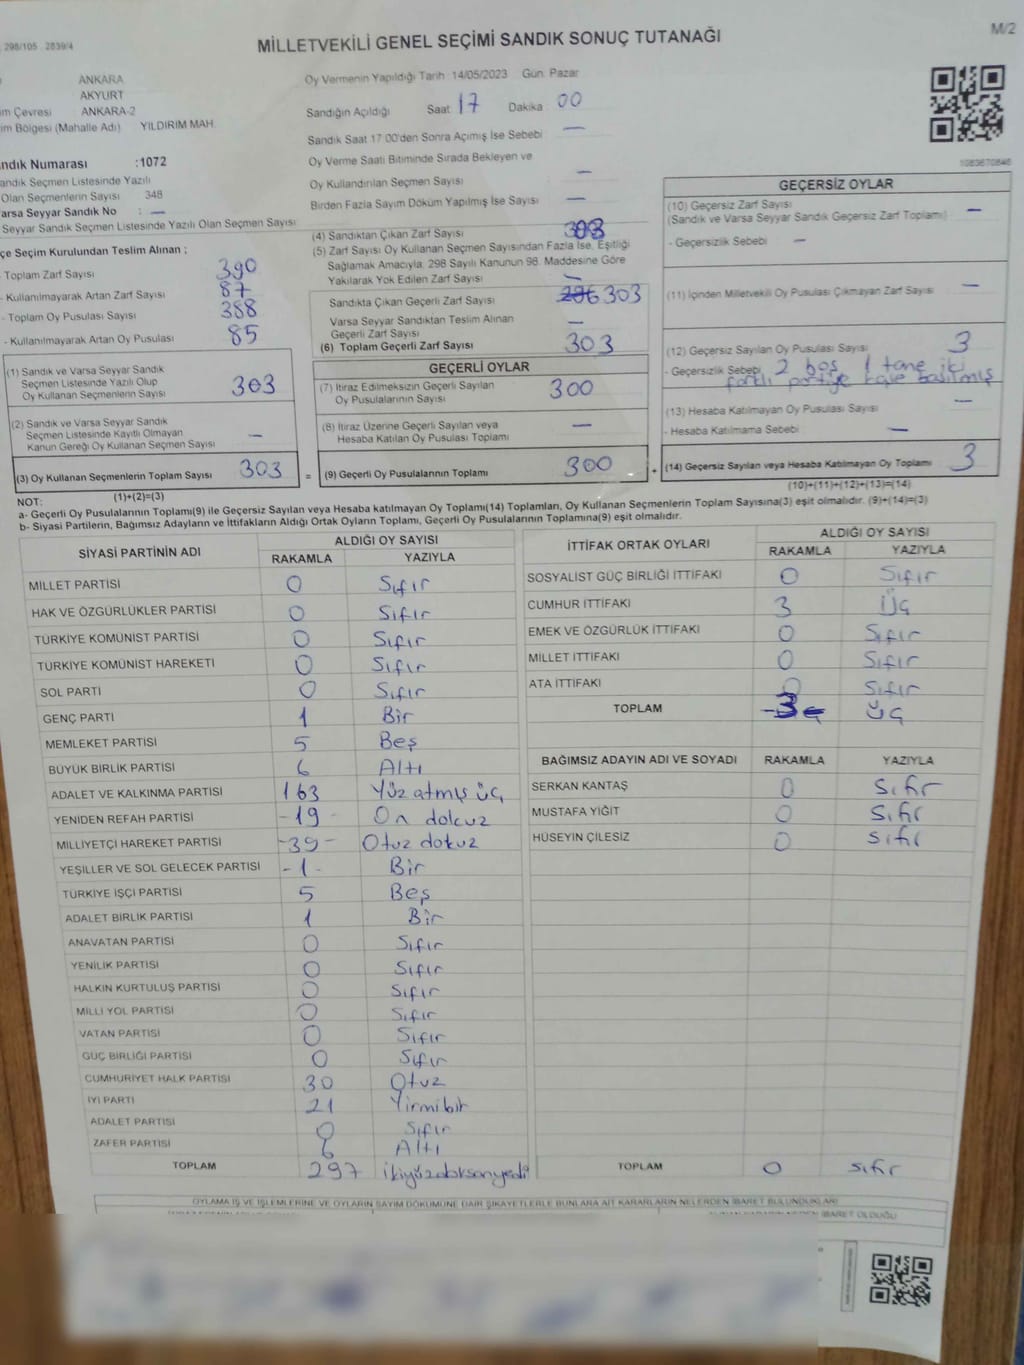 298/105 2839/4
MİLLETVEKİLİ GENEL SEÇİMİ SANDIK SONUÇ TUTANAĞI
M/2
ANKARA
AKYURT
im Çevresi ANKARA-2
im Bölgesi (Mahalle Adı) YILDIRIM MAH.
Oy Vermenin Yapıldığı Tarih 14/05/2023 Gün: Pazar
Sandığın Açıldığı Saat 17 Dakika 00
Sandık Saat 17:00'den Sonra Açımış İse Sebebi —
Oy Verme Saati Bitiminde Sırada Bekleyen ve
Oy Kullandırılan Seçmen Sayısı —
Birden Fazla Sayım Döküm Yapılmış İse Sayısı —
1083670846
ndık Numarası :1072
andık Seçmen Listesinde Yazılı
Olan Seçmenlerin Sayısı 348
arsa Seyyar Sandık No : —
Seyyar Sandık Seçmen Listesinde Yazılı Olan Seçmen Sayısı
çe Seçim Kurulundan Teslim Alınan ;
- Toplam Zarf Sayısı 390
- Kullanılmayarak Artan Zarf Sayısı 87
- Toplam Oy Pusulası Sayısı 388
- Kullanılmayarak Artan Oy Pusulası 85
(1) Sandık ve Varsa Seyyar Sandık
Seçmen Listesinde Yazılı Olup
Oy Kullanan Seçmenlerin Sayısı 303
(2) Sandık ve Varsa Seyyar Sandık
Seçmen Listesinde Kayıtlı Olmayan
Kanun Gereği Oy Kullanan Seçmen Sayısı —
(3) Oy Kullanan Seçmenlerin Toplam Sayısı 303 =
(1)+(2)=(3)
(4) Sandıktan Çıkan Zarf Sayısı 303
(5) Zarf Sayısı Oy Kullanan Seçmen Sayısından Fazla İse, Eşitliği
Sağlamak Amacıyla, 298 Sayılı Kanunun 98. Maddesine Göre
Yakılarak Yok Edilen Zarf Sayısı —
Sandıkta Çıkan Geçerli Zarf Sayısı 296 303
Varsa Seyyar Sandıktan Teslim Alınan
Geçerli Zarf Sayısı —
(6) Toplam Geçerli Zarf Sayısı 303
GEÇERLİ OYLAR
(7) İtiraz Edilmeksizin Geçerli Sayılan
Oy Pusulalarının Sayısı 300
(8) İtiraz Üzerine Geçerli Sayılan veya
Hesaba Katılan Oy Pusulası Toplamı —
(9) Geçerli Oy Pusulalarının Toplamı 300 +
GEÇERSİZ OYLAR
(10) Geçersiz Zarf Sayısı
(Sandık ve Varsa Seyyar Sandık Geçersiz Zarf Toplamı) —
- Geçersizlik Sebebi —
(11) İçinden Milletvekili Oy Pusulası Çıkmayan Zarf Sayısı —
(12) Geçersiz Sayılan Oy Pusulası Sayısı 3
- Geçersizlik Sebebi 2 boş 1 tane iki
farklı partiye kaşe basılmış
(13) Hesaba Katılmayan Oy Pusulası Sayısı —
- Hesaba Katılmama Sebebi —
(14) Geçersiz Sayılan veya Hesaba Katılmayan Oy Toplamı 3
(10)+(11)+(12)+(13)=(14)
NOT:
a- Geçerli Oy Pusulalarının Toplamı(9) ile Geçersiz Sayılan veya Hesaba katılmayan Oy Toplamı(14) Toplamları, Oy Kullanan Seçmenlerin Toplam Sayısına(3) eşit olmalıdır. (9)+(14)=(3)
b- Siyasi Partilerin, Bağımsız Adayların ve İttifakların Aldığı Ortak Oyların Toplamı, Geçerli Oy Pusulalarının Toplamına(9) eşit olmalıdır.
SİYASİ PARTİNİN ADI ALDIĞI OY SAYISI
RAKAMLA YAZIYLA
MİLLET PARTİSİ 0 Sıfır
HAK VE ÖZGÜRLÜKLER PARTİSİ 0 Sıfır
TÜRKİYE KOMÜNİST PARTİSİ 0 Sıfır
TÜRKİYE KOMÜNİST HAREKETİ 0 Sıfır
SOL PARTİ 0 Sıfır
GENÇ PARTİ 1 Bir
MEMLEKET PARTİSİ 5 Beş
BÜYÜK BİRLİK PARTİSİ 6 Altı
ADALET VE KALKINMA PARTİSİ 163 Yüz atmış üç
YENİDEN REFAH PARTİSİ -19- On dokuz
MİLLİYETÇİ HAREKET PARTİSİ -39- Otuz dokuz
YEŞİLLER VE SOL GELECEK PARTİSİ -1- Bir
TÜRKİYE İŞÇİ PARTİSİ 5 Beş
ADALET BİRLİK PARTİSİ 1 Bir
ANAVATAN PARTİSİ 0 Sıfır
YENİLİK PARTİSİ 0 Sıfır
HALKIN KURTULUŞ PARTİSİ 0 Sıfır
MİLLİ YOL PARTİSİ 0 Sıfır
VATAN PARTİSİ 0 Sıfır
GÜÇ BİRLİĞİ PARTİSİ 0 Sıfır
CUMHURİYET HALK PARTİSİ 30 Otuz
İYİ PARTİ 21 Yirmibir
ADALET PARTİSİ 0 Sıfır
ZAFER PARTİSİ 6 Altı
TOPLAM 297 ikiyüzdoksanyedi
İTTİFAK ORTAK OYLARI ALDIĞI OY SAYISI
RAKAMLA YAZIYLA
SOSYALİST GÜÇ BİRLİĞİ İTTİFAKI 0 Sıfır
CUMHUR İTTİFAKI 3 Üç
EMEK VE ÖZGÜRLÜK İTTİFAKI 0 Sıfır
MİLLET İTTİFAKI 0 Sıfır
ATA İTTİFAKI 0 Sıfır
TOPLAM -3- Üç
BAĞIMSIZ ADAYIN ADI VE SOYADI RAKAMLA YAZIYLA
SERKAN KANTAŞ 0 sıfır
MUSTAFA YİĞİT 0 sıfır
HÜSEYİN ÇİLESİZ 0 sıfır
TOPLAM 0 sıfır
OYLAMA İŞ VE İŞLEMLERİNE VE OYLARIN SAYIM DÖKÜMÜNE DAİR ŞİKAYETLERLE BUNLARA AİT KARARLARIN NELERDEN İBARET BULUNDUKLARI